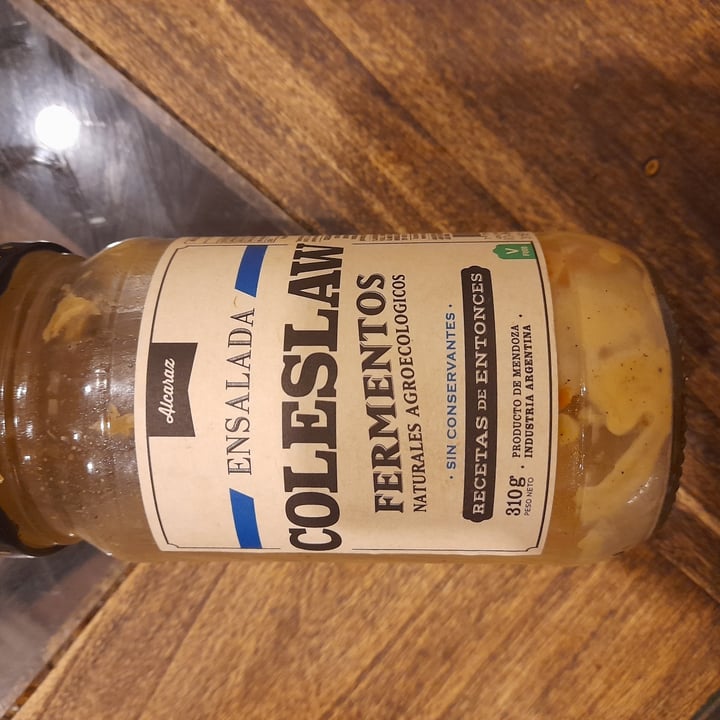 Alcaraz
ENSALADA
COLESLAW
FERMENTOS
NATURALES AGROECOLOGICOS
· SIN CONSERVANTES ·
RECETAS DE ENTONCES
310g
PESO NETO
· PRODUCTO DE MENDOZA ·
INDUSTRIA ARGENTINA ·
V